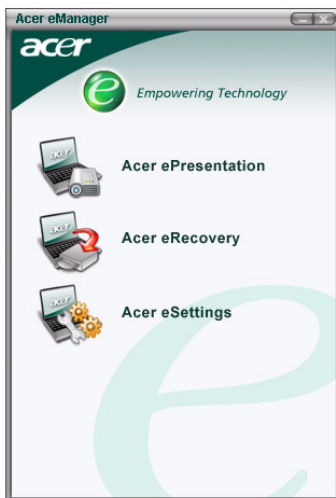 Acer eManager
acer
e Empowering Technology
Acer ePresentation
Acer eRecovery
Acer eSettings
e